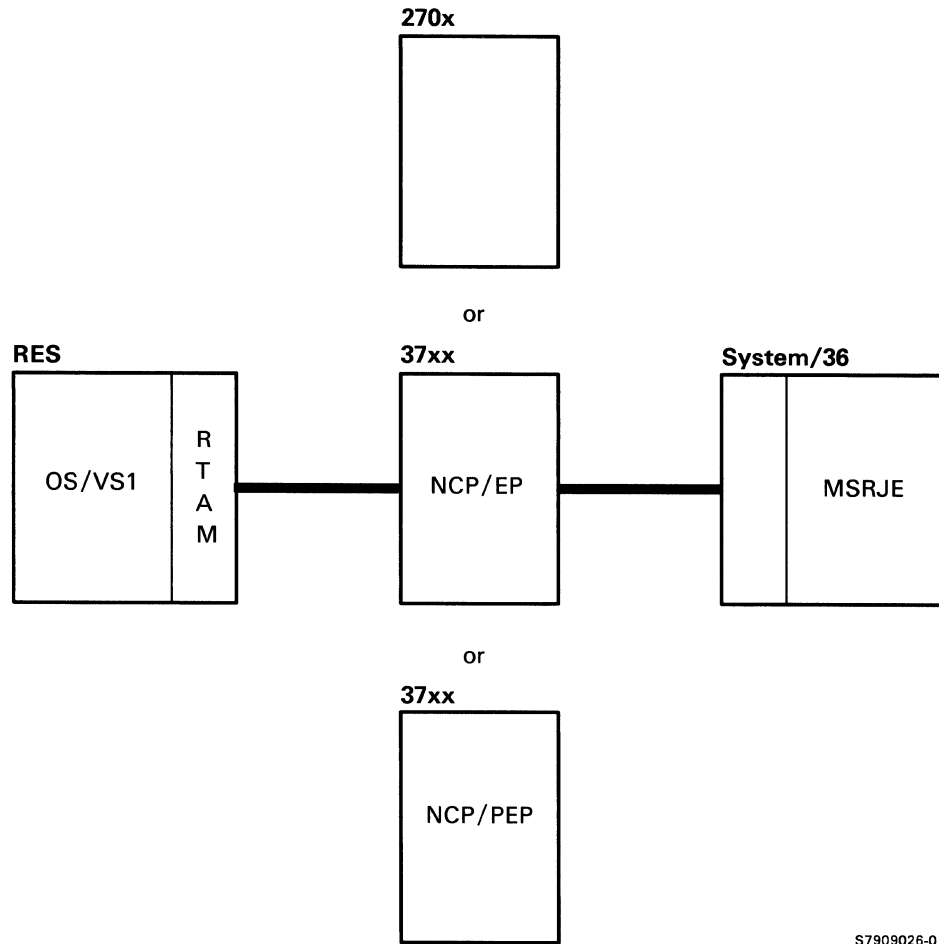 270x
or
RES
37xx
System/36
OS/VS1
R
T
A
M
NCP/EP
MSRJE
or
37xx
NCP/PEP
S7909026-0